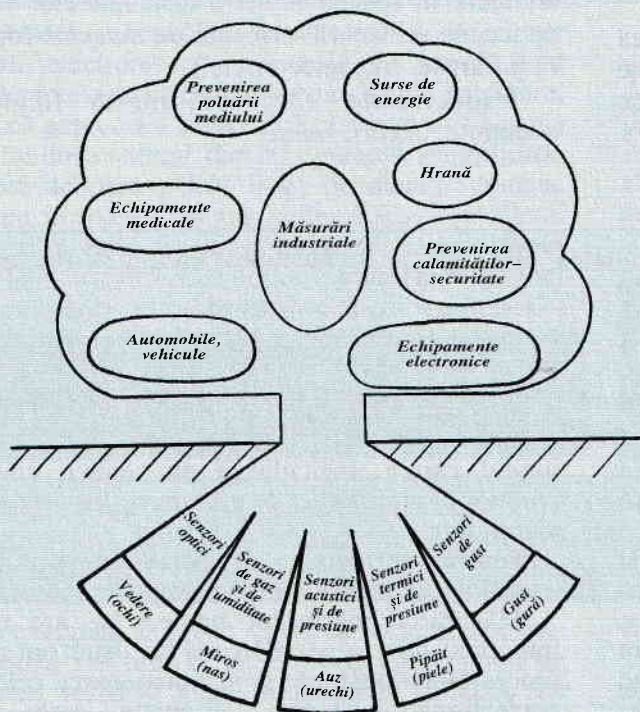 Prevenirea
poluării
mediului
Surse de
energie
Hrană
Echipamente
medicale
Măsurări
industriale
Prevenirea
calamităților–
securitate
Automobile,
vehicule
Echipamente
electronice
Senzori
optici
Vedere
(ochi)
Senzori
de gaz
și de
umiditate
Miros
(nas)
Senzori
acustici
și de
presiune
Auz
(urechi)
Senzori
termici
și de
presiune
Pipăit
(piele)
Senzori
de
gust
Gust
(gură)